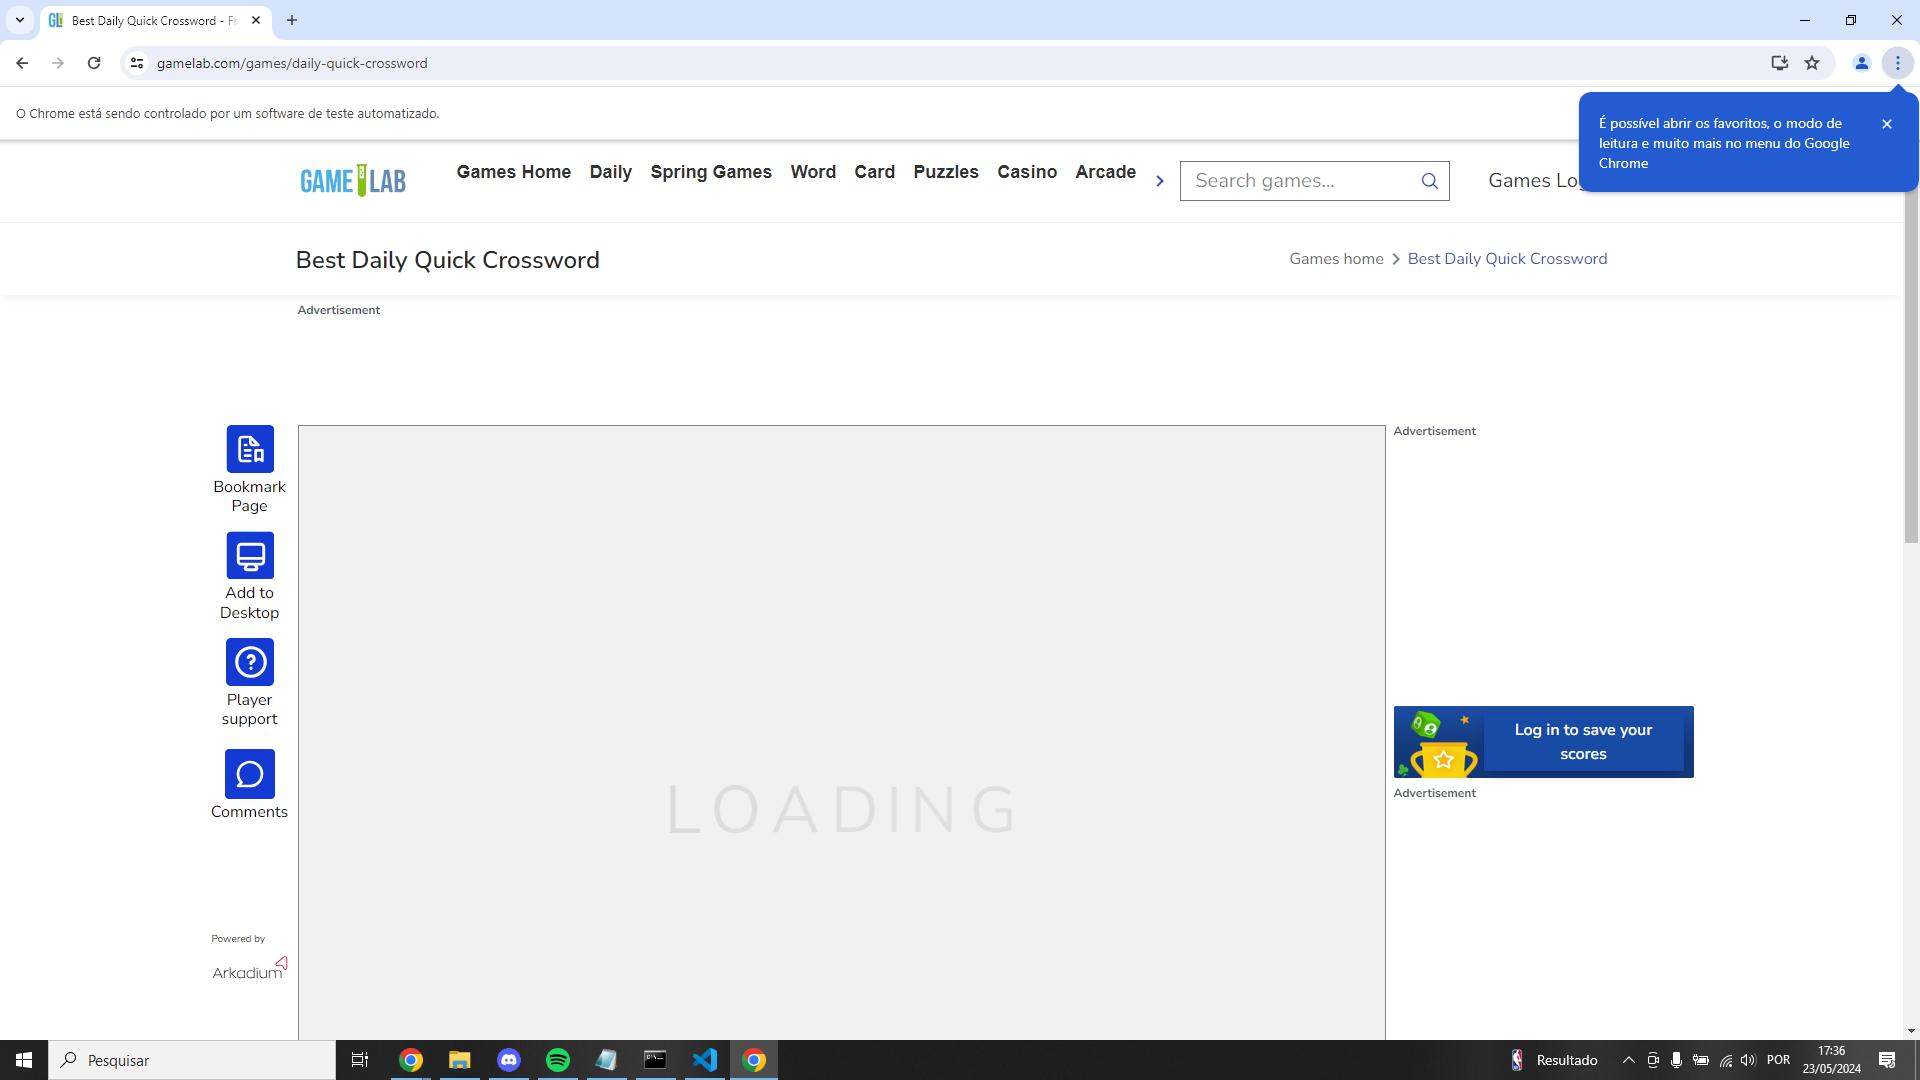 Best Daily Quick Crossword - Fr
gamelab.com/games/daily-quick-crossword
O Chrome está sendo controlado por um software de teste automatizado.
É possível abrir os favoritos, o modo de
leitura e muito mais no menu do Google
Chrome
GAME LAB
Games Home Daily Spring Games Word Card Puzzles Casino Arcade
Search games...
Games Lo
Best Daily Quick Crossword
Games home > Best Daily Quick Crossword
Advertisement
Advertisement
Bookmark
Page
Add to
Desktop
Player
support
Comments
LOADING
Log in to save your
scores
Advertisement
Powered by
Arkadium
Pesquisar
Resultado
POR
17:36
23/05/2024